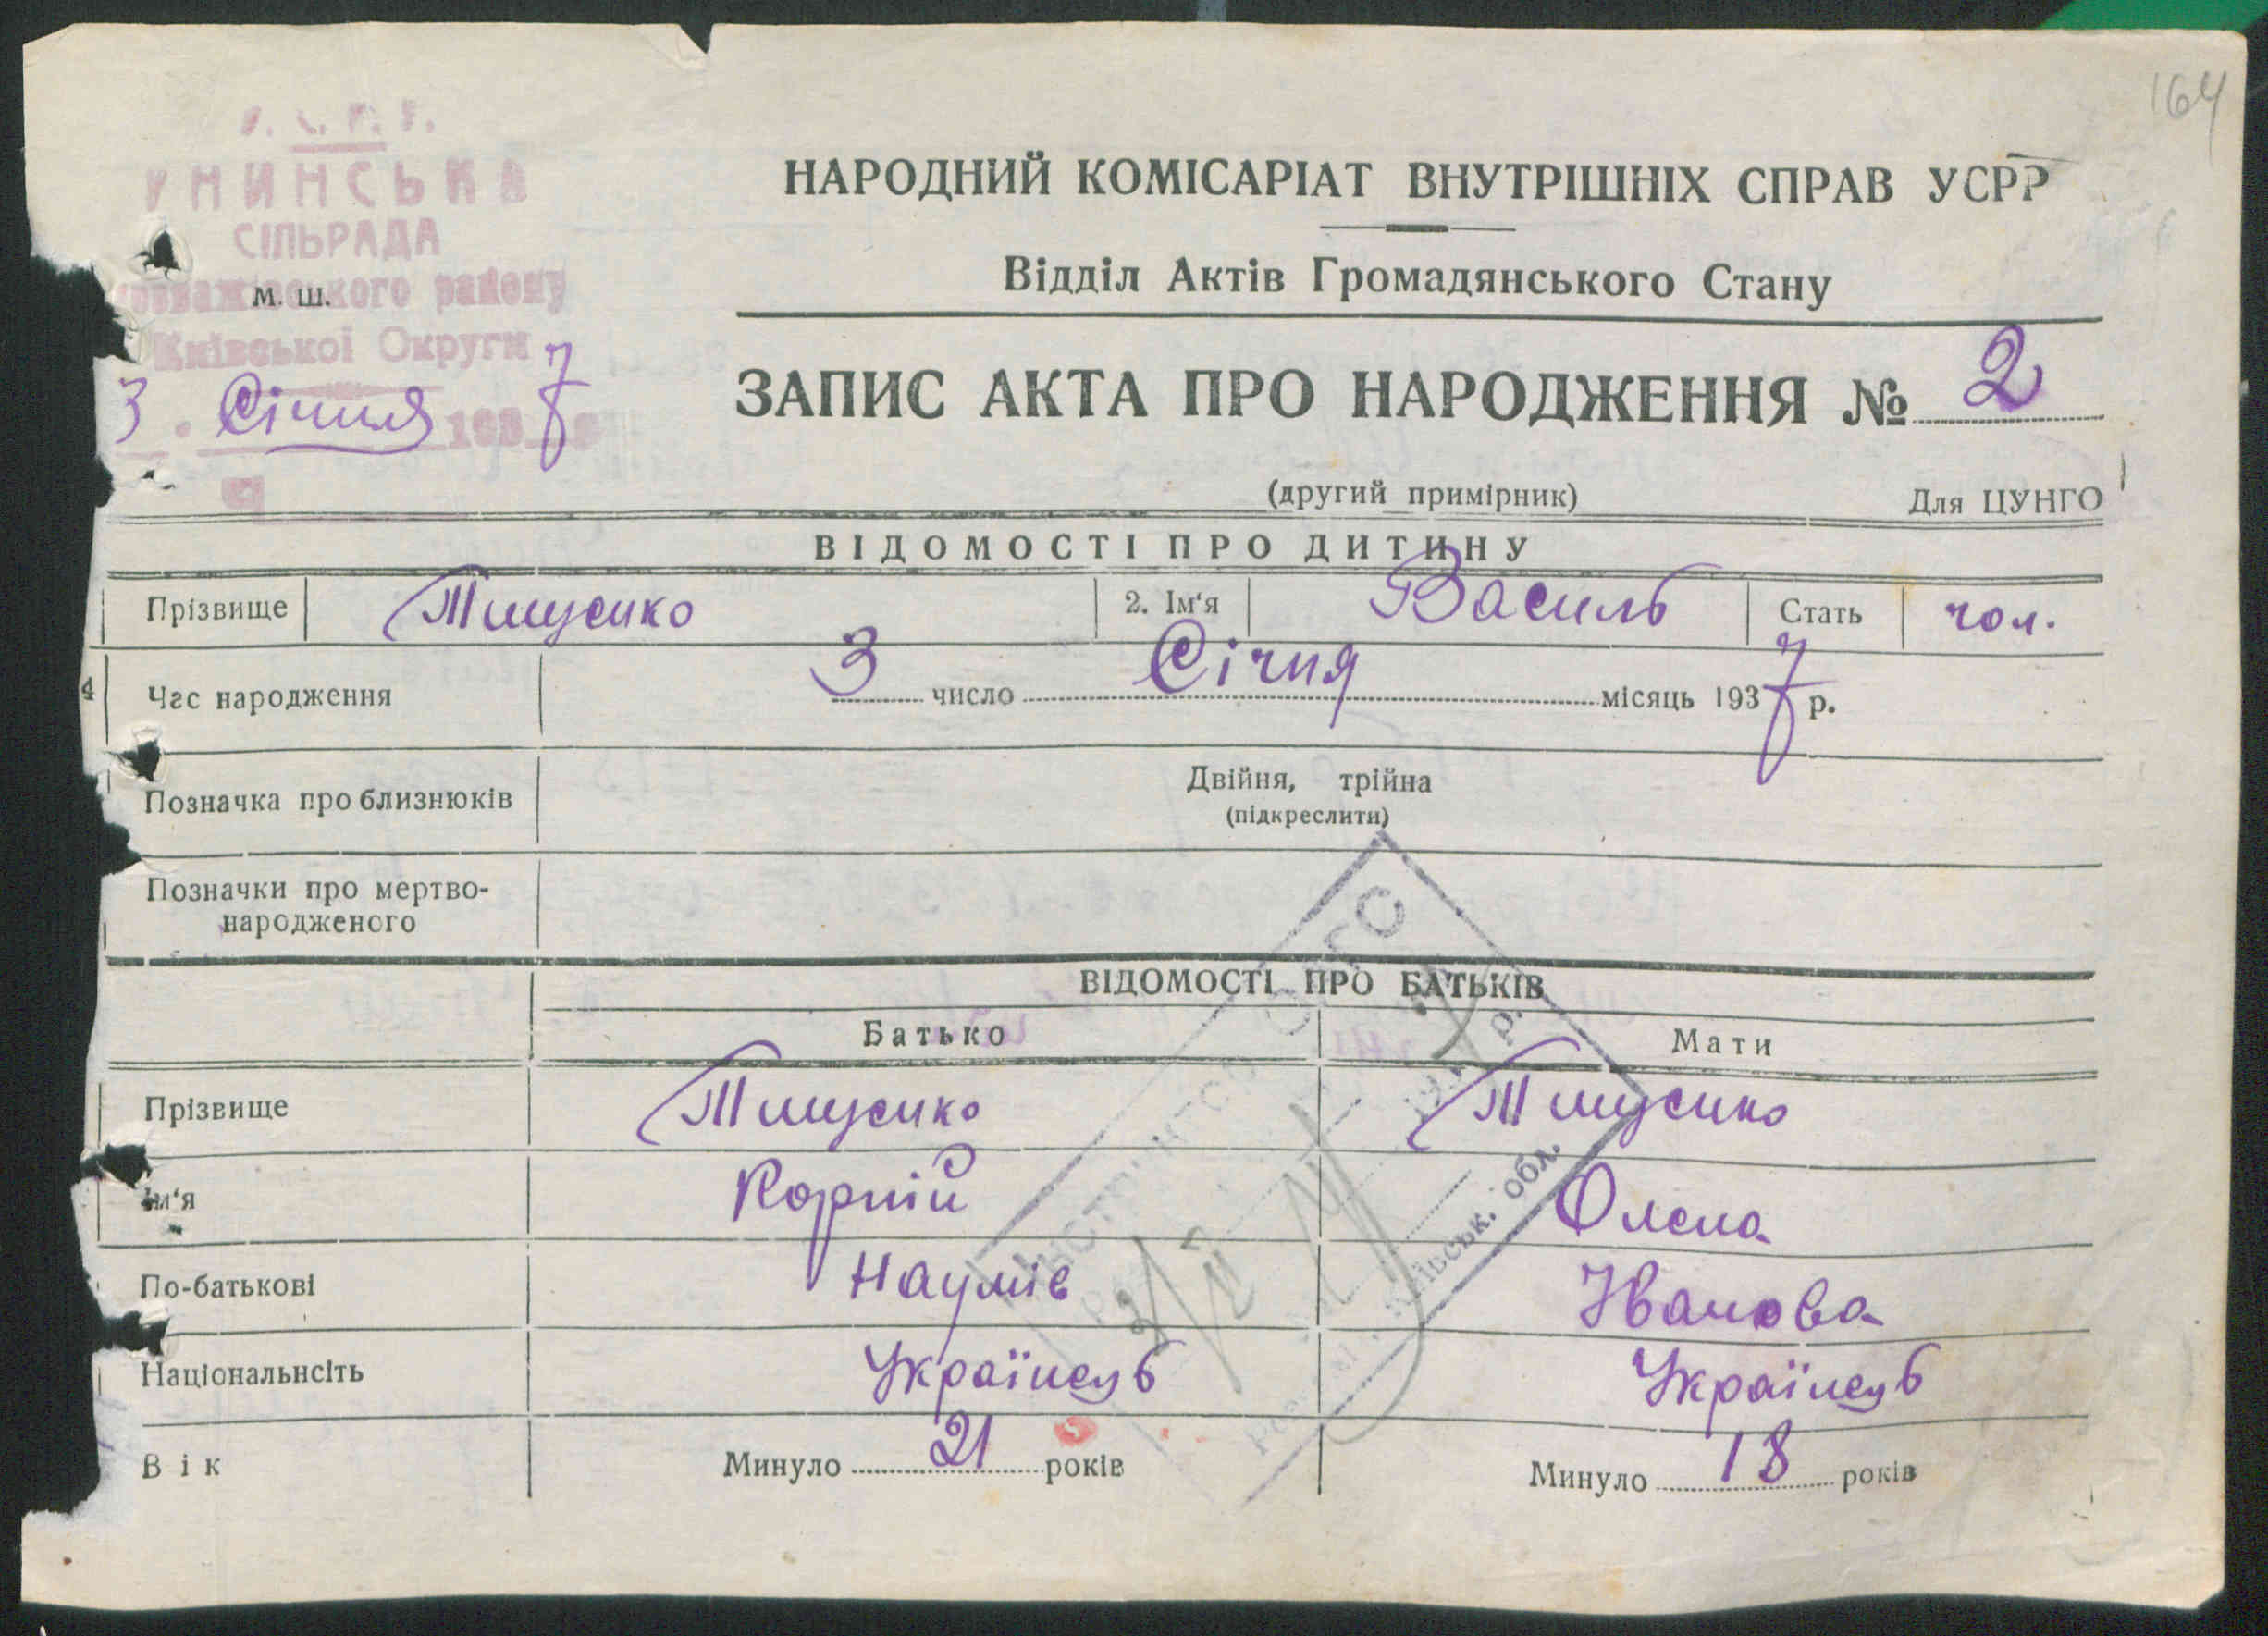 164
У. С. Р. Р.
СІЛЬРАДА
району
Київської Округи
м. ш.
3 Січня 1937
НАРОДНИЙ КОМІСАРІАТ ВНУТРІШНІХ СПРАВ УСРР
Відділ Актів Громадянського Стану
ЗАПИС АКТА ПРО НАРОДЖЕННЯ № 2
(другий примірник) Для ЦУНГО
ВІДОМОСТІ ПРО ДИТИНУ
Прізвище Тищенко 2. Ім‘я Василь Стать чол.
4 Час народження 3 число Січня місяць 1937 р.
Позначка про близнюків Двійня, трійна
(підкреслити)
Позначки про мертво-
народженого
ВІДОМОСТІ ПРО БАТЬКІВ
Батько Мати
Прізвище Тищенко Тищенко
Ім‘я Корній Олена
По-батькові Наумів Іванова
Національнсіть Українець Українець
Вік Минуло 21 років Минуло 18 років
р.
обл.